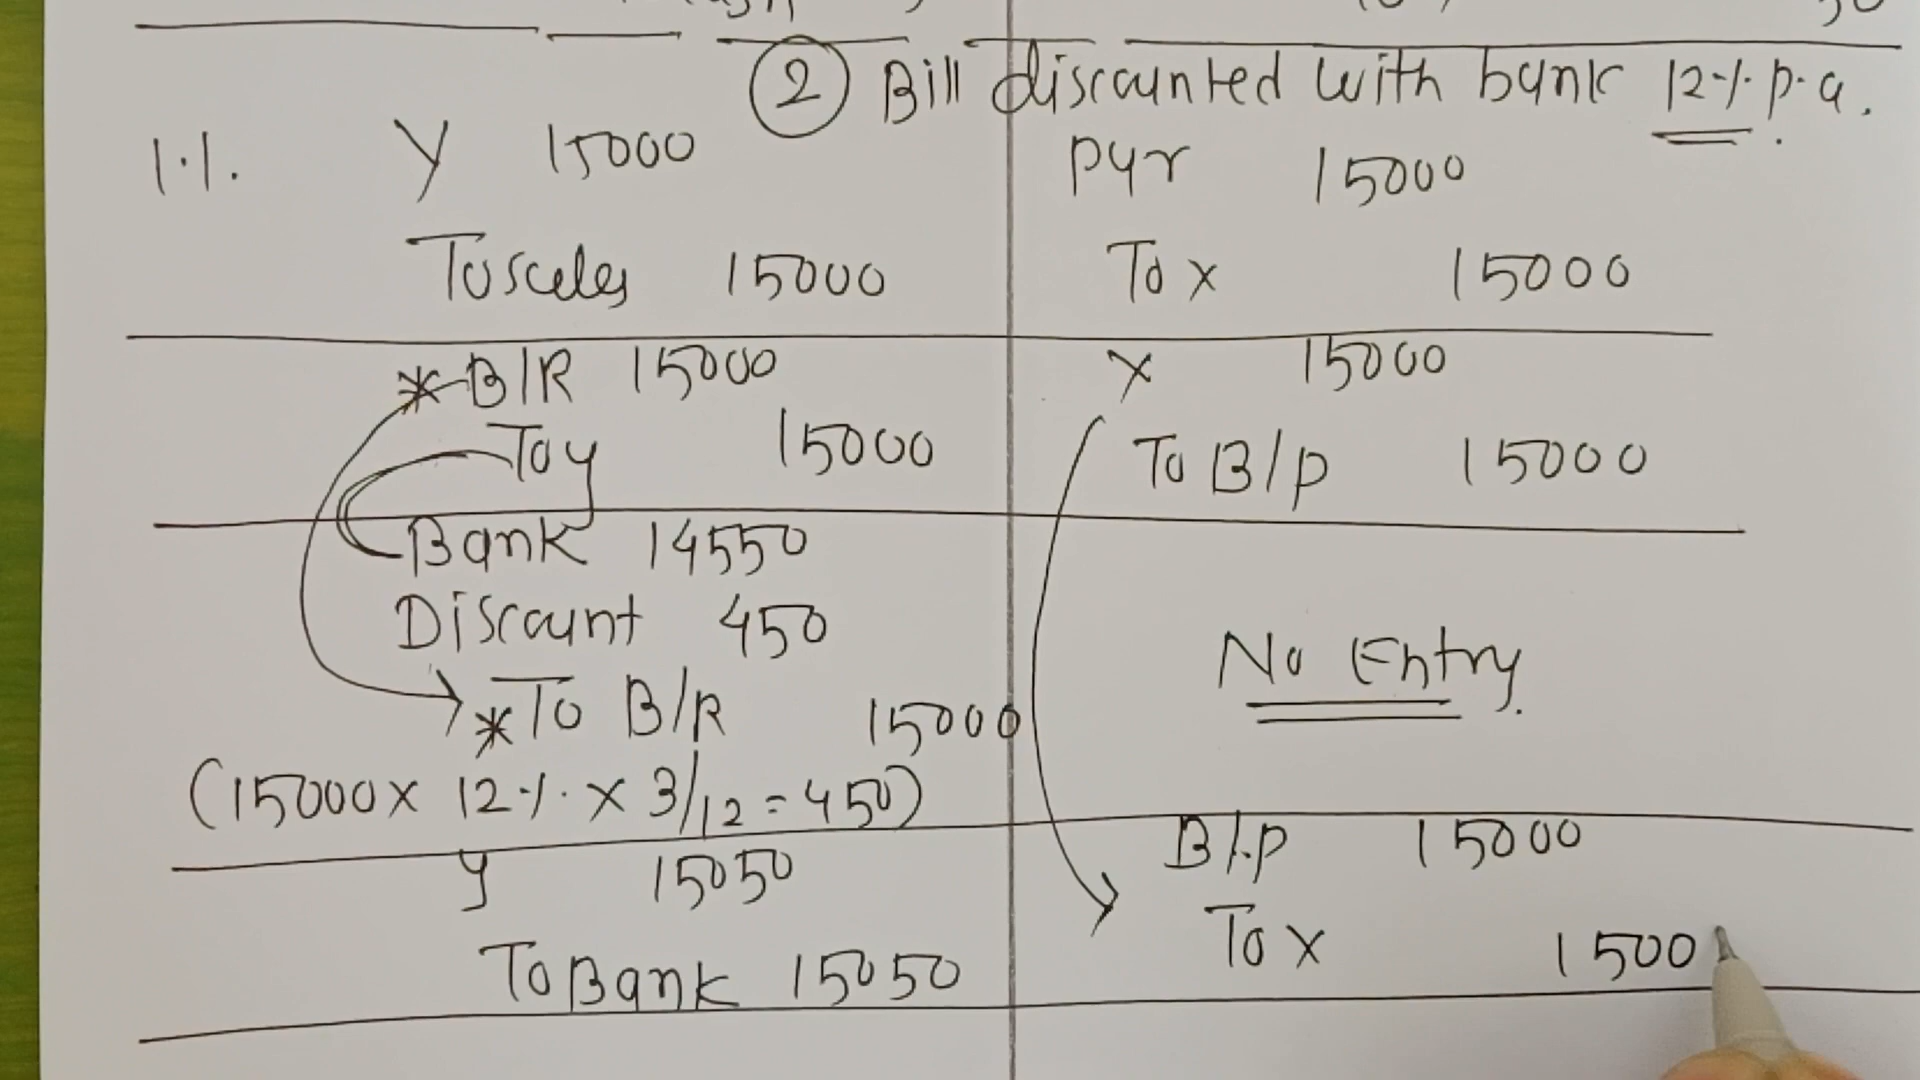 ② Bill discounted with bank 12% p.a.
1.1. Y 15000
To Sales 15000
Pur 15000
To X 15000
*B/R 15000
To Y 15000
X 15000
To B/P 15000
Bank 14550
Discount 450
*To B/R 15000
(15000 x 12% x 3/12 = 450)
No Entry.
Y 15050
To Bank 15050
B/P 15000
To X 1500